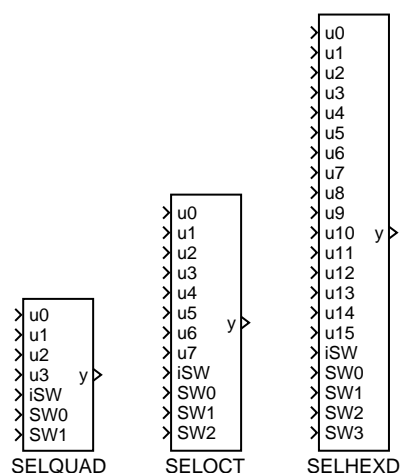 u0
u1
u2
u3
iSW
SW0
SW1
y
SELQUAD
u0
u1
u2
u3
u4
u5
u6
u7
iSW
SW0
SW1
SW2
y
SELOCT
u0
u1
u2
u3
u4
u5
u6
u7
u8
u9
u10
u11
u12
u13
u14
u15
iSW
SW0
SW1
SW2
SW3
y
SELHEXD